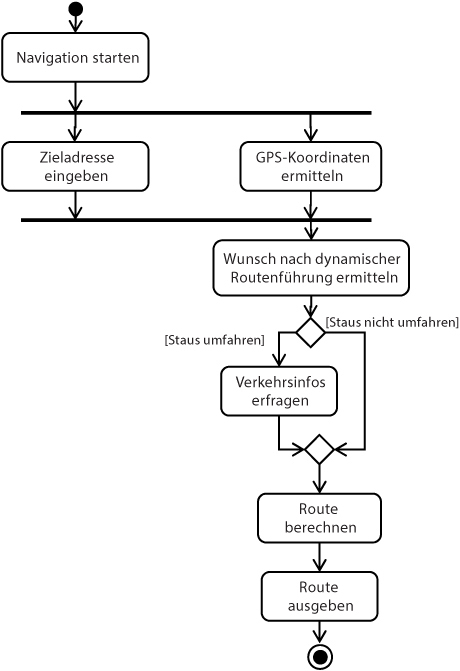 Navigation starten
Zieladresse
eingeben
GPS-Koordinaten
ermitteln
Wunsch nach dynamischer
Routenführung ermitteln
[Staus nicht umfahren]
[Staus umfahren]
Verkehrsinfos
erfragen
Route
berechnen
Route
ausgeben